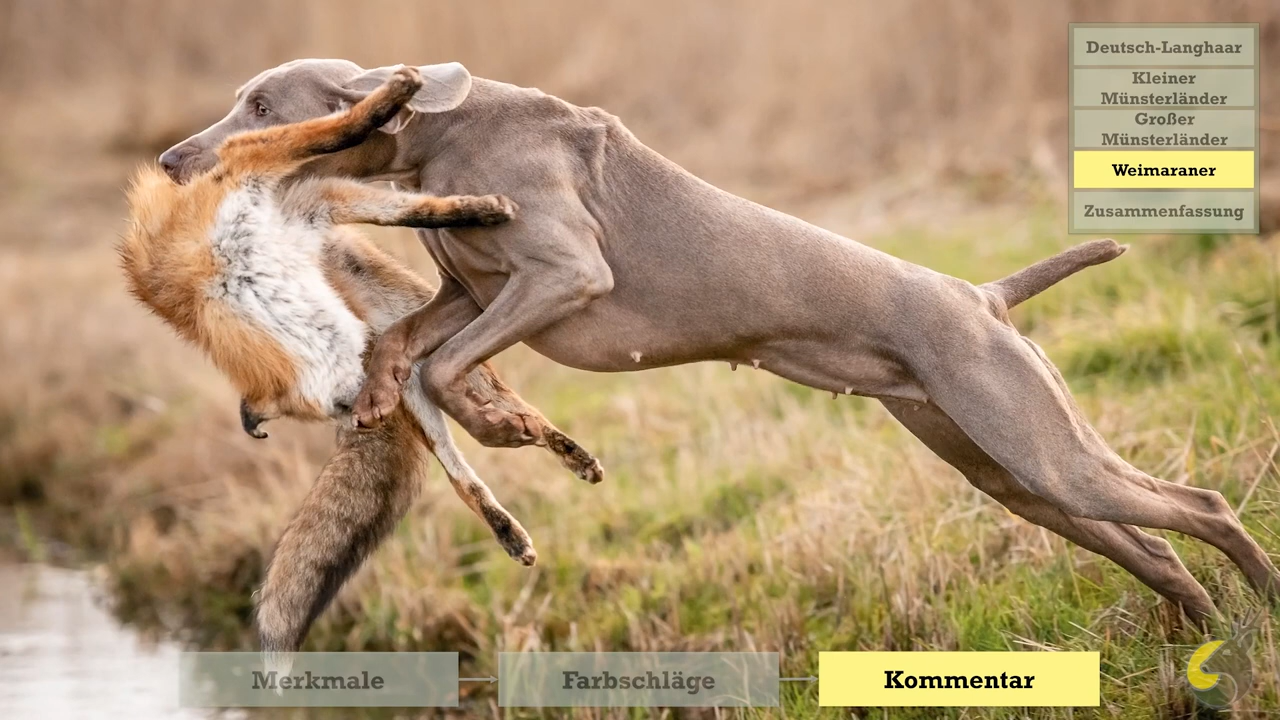 Deutsch-Langhaar
Kleiner
Münsterländer
Großer
Münsterländer
Weimaraner
Zusammenfassung
Merkmale
Farbschläge
Kommentar